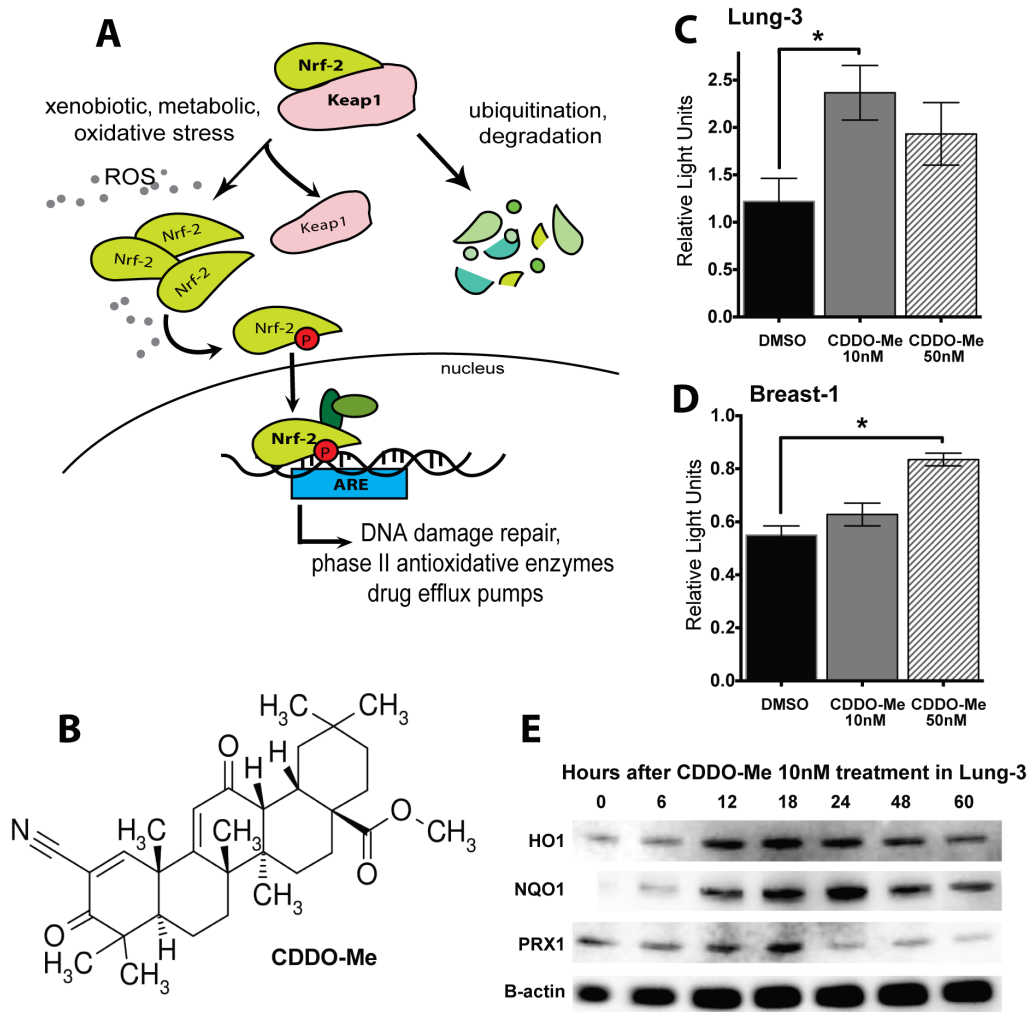 A
Nrf-2
Keap1
xenobiotic, metabolic,
oxidative stress
ubiquitination,
degradation
ROS
Nrf-2
Nrf-2
Nrf-2
Keap1
Nrf-2
P
nucleus
Nrf-2
P
ARE
DNA damage repair,
phase II antioxidative enzymes
drug efflux pumps
B
H3C
CH3
O
H
H
N
CH3
CH3
O
CH3
O
CH3
O
H
H3C
CH3
CDDO-Me
C
Lung-3
*
Relative Light Units
2.5
2.0
1.5
1.0
0.5
0.0
DMSO
CDDO-Me
10nM
CDDO-Me
50nM
D
Breast-1
*
Relative Light Units
1.0
0.8
0.6
0.4
0.2
0.0
DMSO
CDDO-Me
10nM
CDDO-Me
50nM
E
Hours after CDDO-Me 10nM treatment in Lung-3
0 6 12 18 24 48 60
HO1
NQO1
PRX1
B-actin